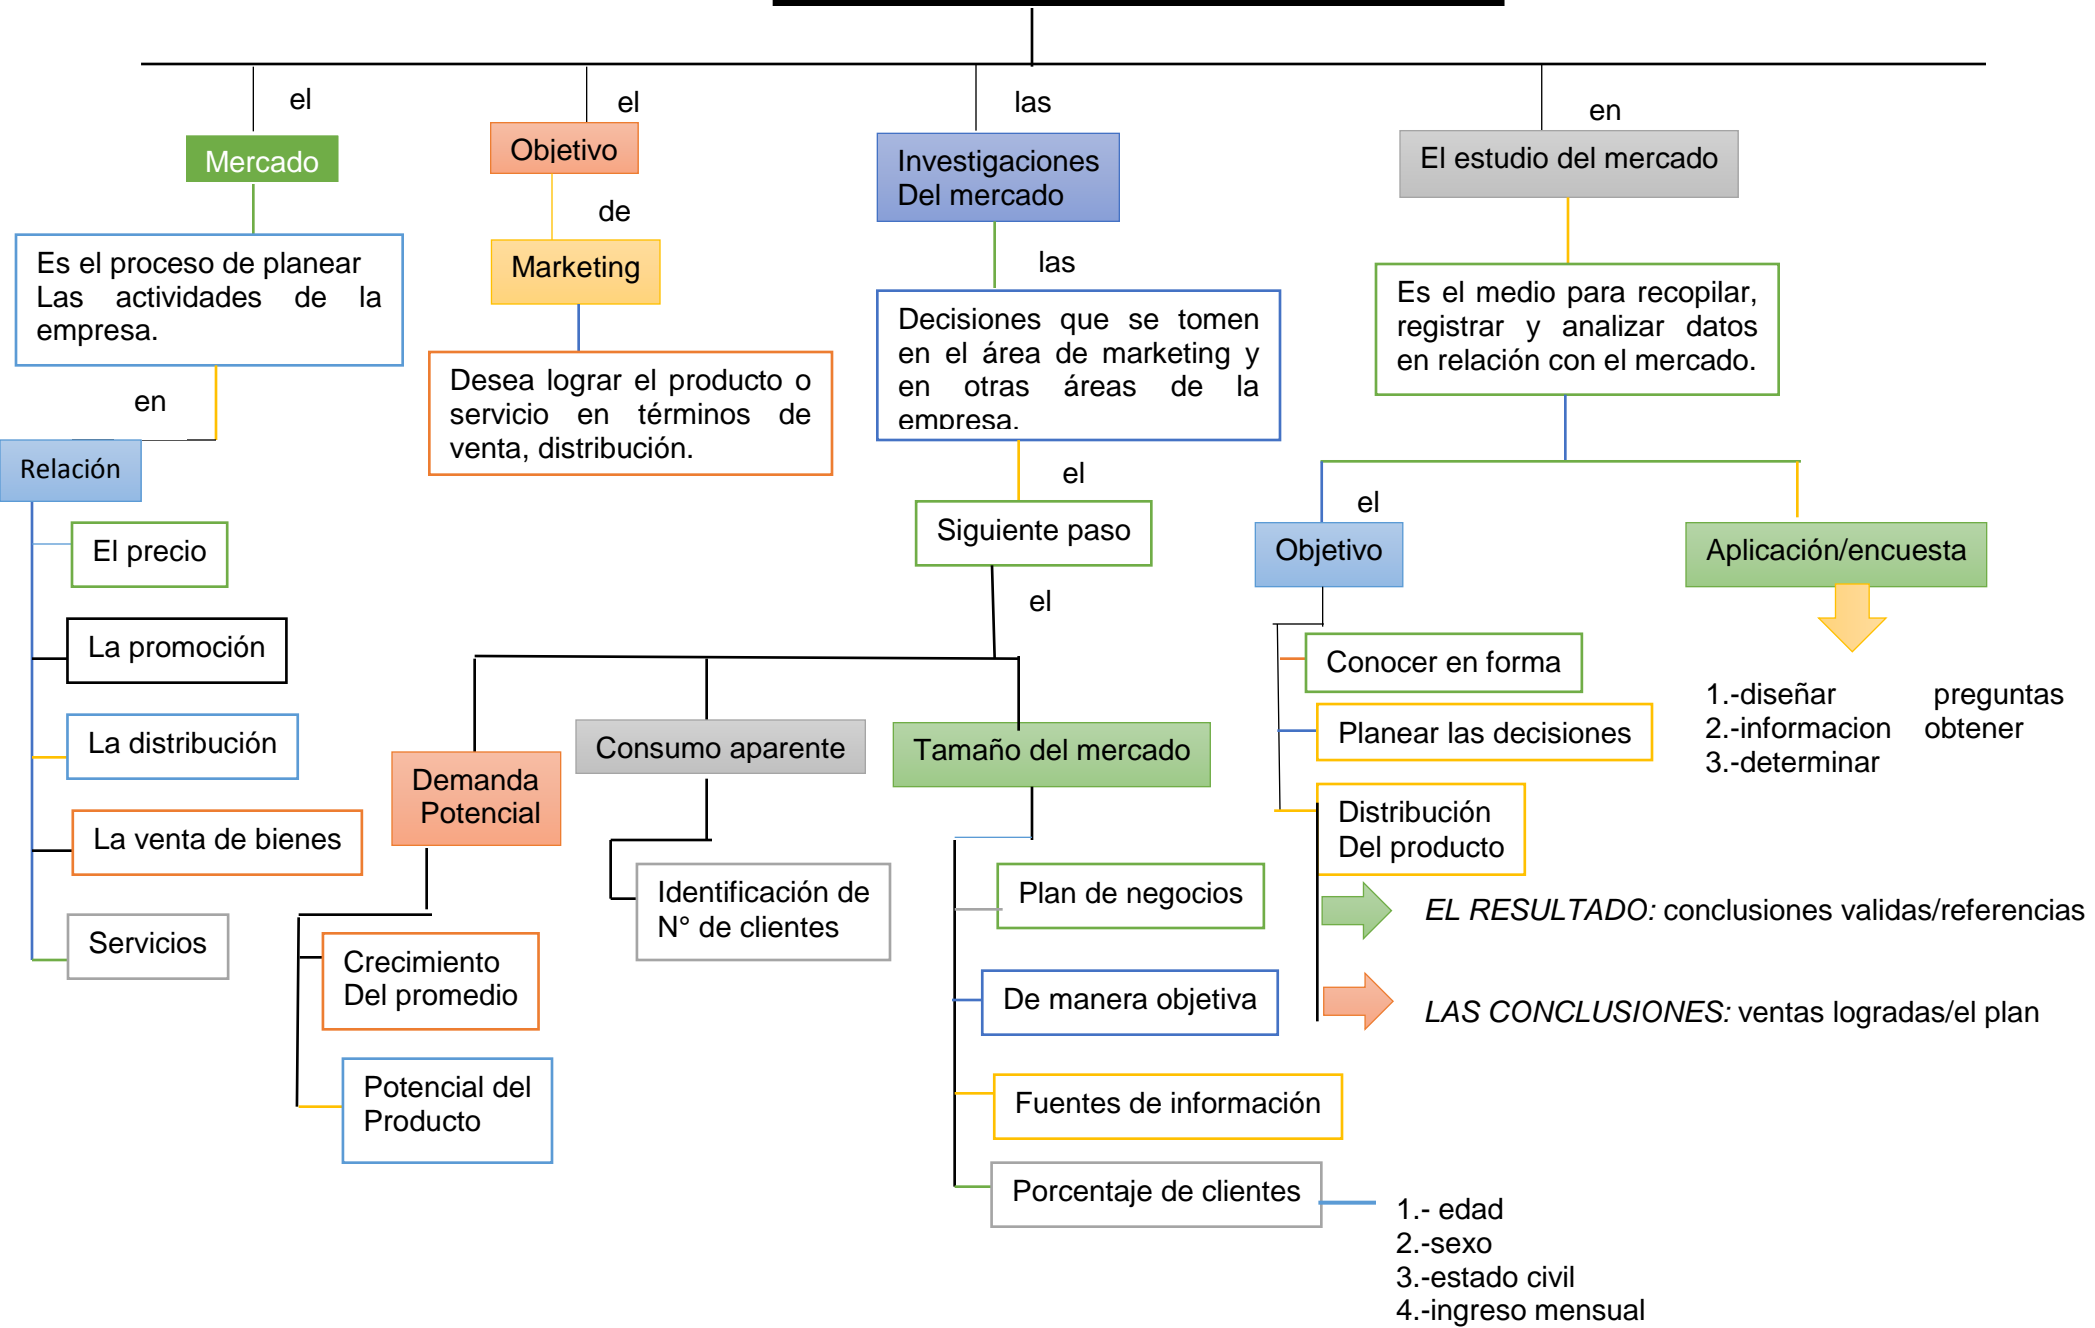 el
Mercado
Es el proceso de planear
Las actividades de la
empresa.
en
Relación
El precio
La promoción
La distribución
La venta de bienes
Servicios
el
Objetivo
de
Marketing
Desea lograr el producto o
servicio en términos de
venta, distribución.
las
Investigaciones
Del mercado
las
Decisiones que se tomen
en el área de marketing y
en otras áreas de la
empresa.
el
Siguiente paso
el
Demanda
Potencial
Crecimiento
Del promedio
Potencial del
Producto
Consumo aparente
Identificación de
N° de clientes
Tamaño del mercado
Plan de negocios
De manera objetiva
Fuentes de información
Porcentaje de clientes
1.- edad
2.-sexo
3.-estado civil
4.-ingreso mensual
en
El estudio del mercado
Es el medio para recopilar,
registrar y analizar datos
en relación con el mercado.
el
Objetivo
Conocer en forma
Planear las decisiones
Distribución
Del producto
EL RESULTADO: conclusiones validas/referencias
LAS CONCLUSIONES: ventas logradas/el plan
Aplicación/encuesta
1.-diseñar preguntas
2.-informacion obtener
3.-determinar